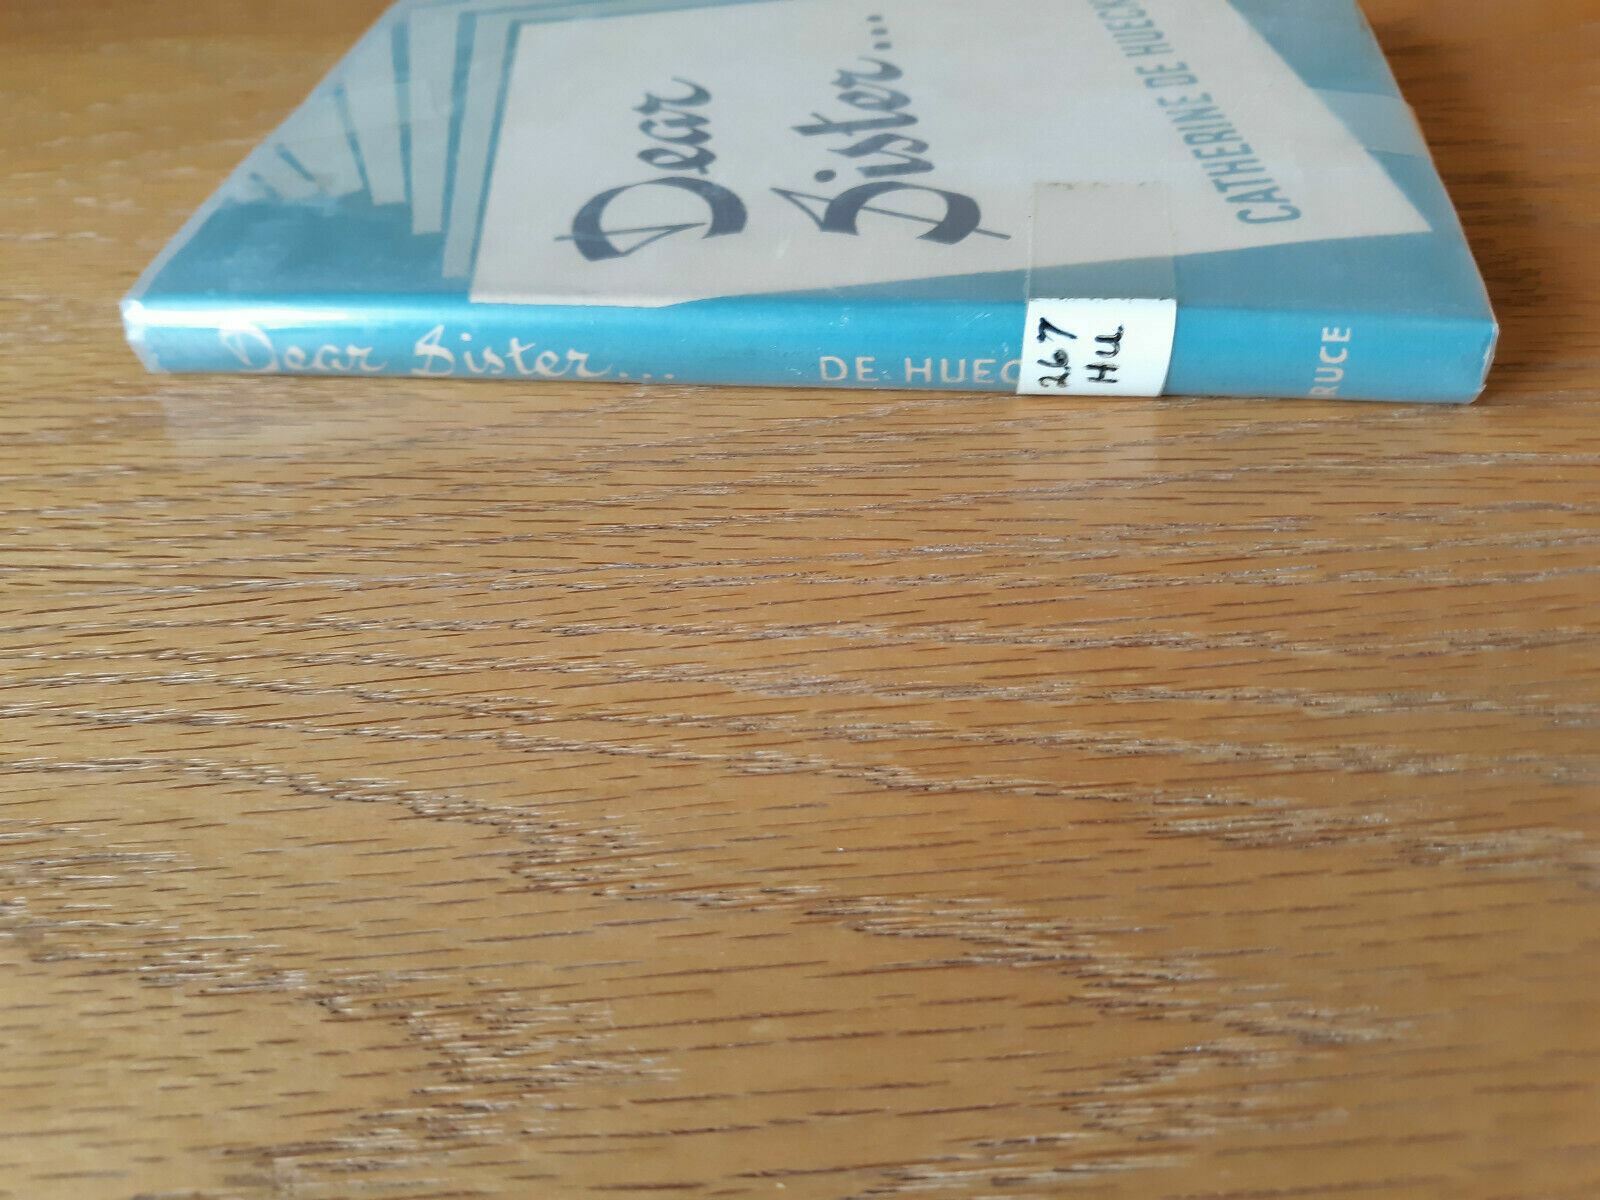 Dear
Sister...
CATHERINE DE HUECK
Dear Sister...
DE HUEC
267
Hu
RUCE